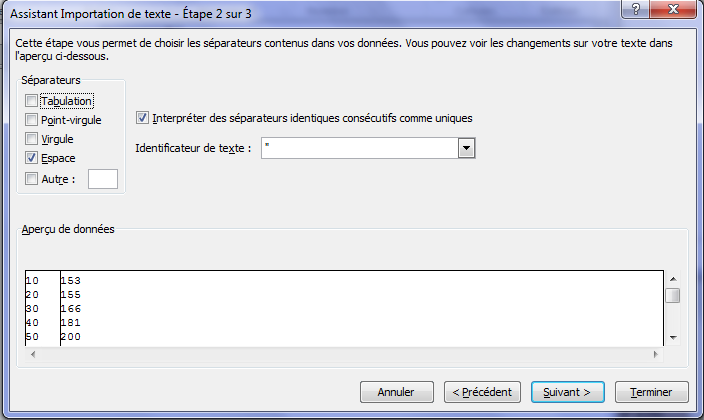 Assistant Importation de texte - Étape 2 sur 3
Cette étape vous permet de choisir les séparateurs contenus dans vos données. Vous pouvez voir les changements sur votre texte dans
l'aperçu ci-dessous.
Séparateurs
Tabulation
Point-virgule
Virgule
Espace
Autre :
Interpréter des séparateurs identiques consécutifs comme uniques
Identificateur de texte : "
Aperçu de données
10 153
20 155
30 166
40 181
50 200
Annuler < Précédent Suivant > Terminer